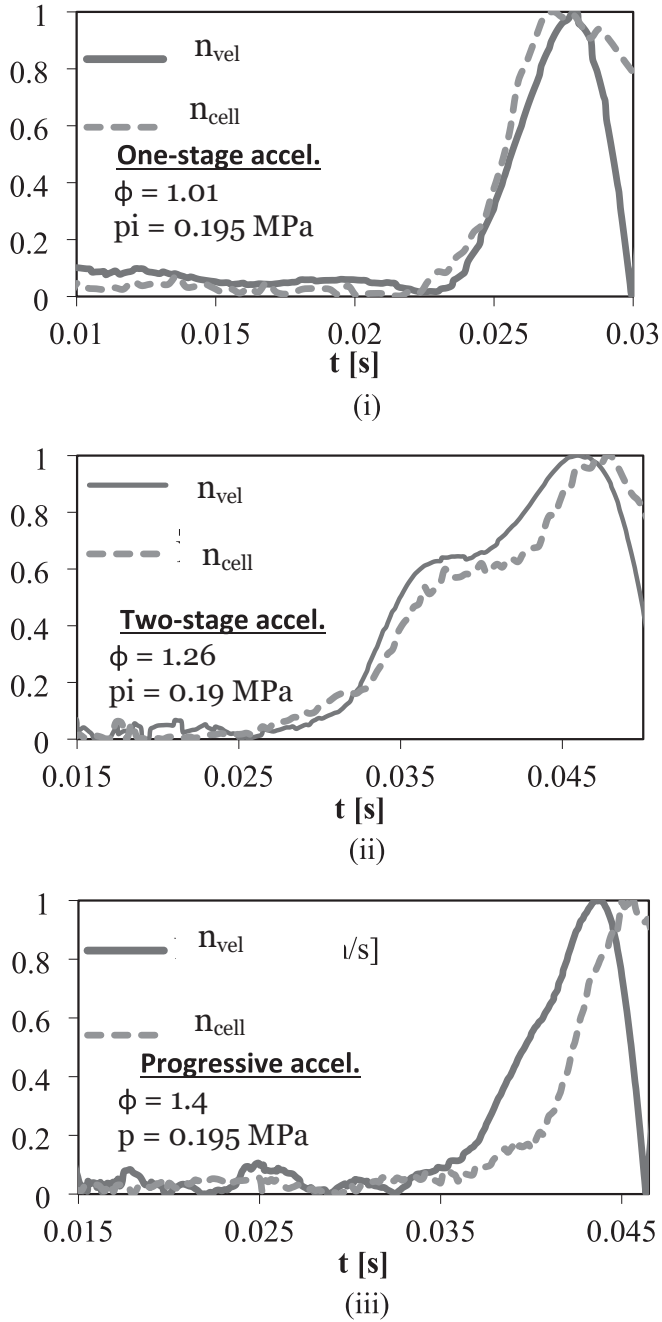 1
0.8
0.6
0.4
0.2
0
n_vel
n_cell
One-stage accel.
ϕ = 1.01
pi = 0.195 MPa
0.01 0.015 0.02 0.025 0.03
t [s]
(i)
1
0.8
0.6
0.4
0.2
0
n_vel
n_cell
Two-stage accel.
ϕ = 1.26
pi = 0.19 MPa
0.015 0.025 0.035 0.045
t [s]
(ii)
1
0.8
0.6
0.4
0.2
0
n_vel /s]
n_cell
Progressive accel.
ϕ = 1.4
p = 0.195 MPa
0.015 0.025 0.035 0.045
t [s]
(iii)